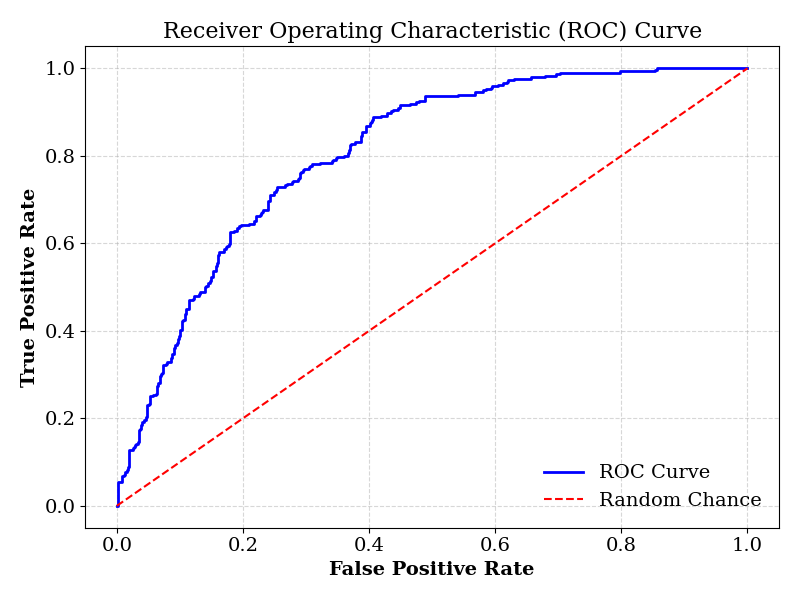 Receiver Operating Characteristic (ROC) Curve
True Positive Rate
1.0
0.8
0.6
0.4
0.2
0.0
ROC Curve
Random Chance
0.0 0.2 0.4 0.6 0.8 1.0
False Positive Rate